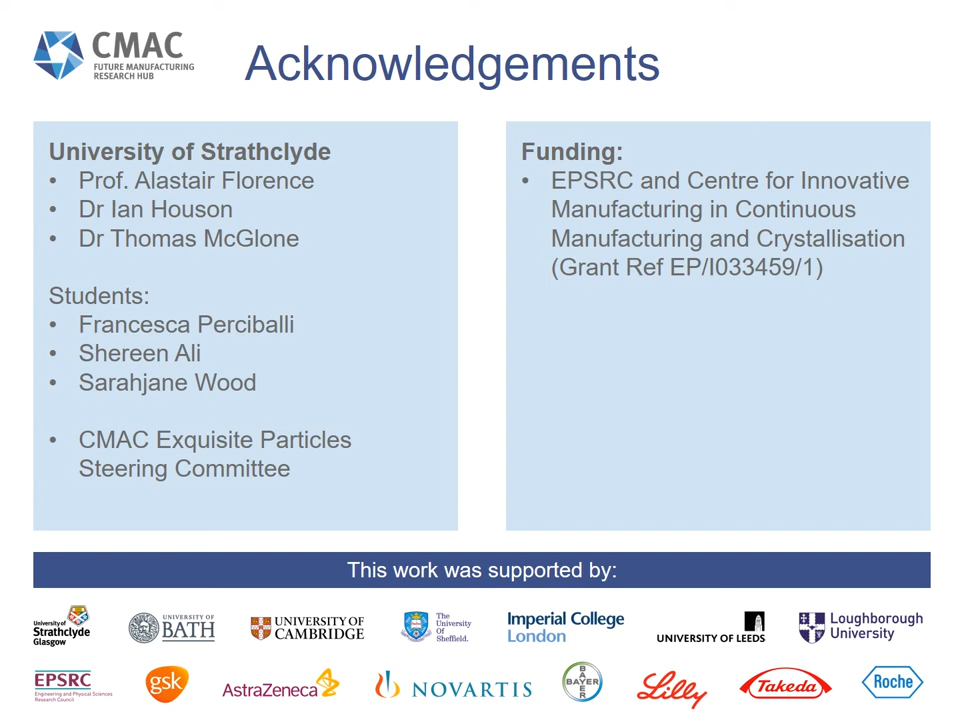 CMAC
FUTURE MANUFACTURING
RESEARCH HUB
Acknowledgements
University of Strathclyde
• Prof. Alastair Florence
• Dr Ian Houson
• Dr Thomas McGlone
Students:
• Francesca Perciballi
• Shereen Ali
• Sarahjane Wood
• CMAC Exquisite Particles
Steering Committee
Funding:
• EPSRC and Centre for Innovative
Manufacturing in Continuous
Manufacturing and Crystallisation
(Grant Ref EP/I033459/1)
This work was supported by:
University of
Strathclyde
Glasgow
UNIVERSITY OF
BATH
UNIVERSITY OF
CAMBRIDGE
The
University
Of
Sheffield.
Imperial College
London
UNIVERSITY OF LEEDS
Loughborough
University
EPSRC
Engineering and Physical Sciences
Research Council
gsk
AstraZeneca
NOVARTIS
BAYER
BAYER
Lilly
Takeda
Roche